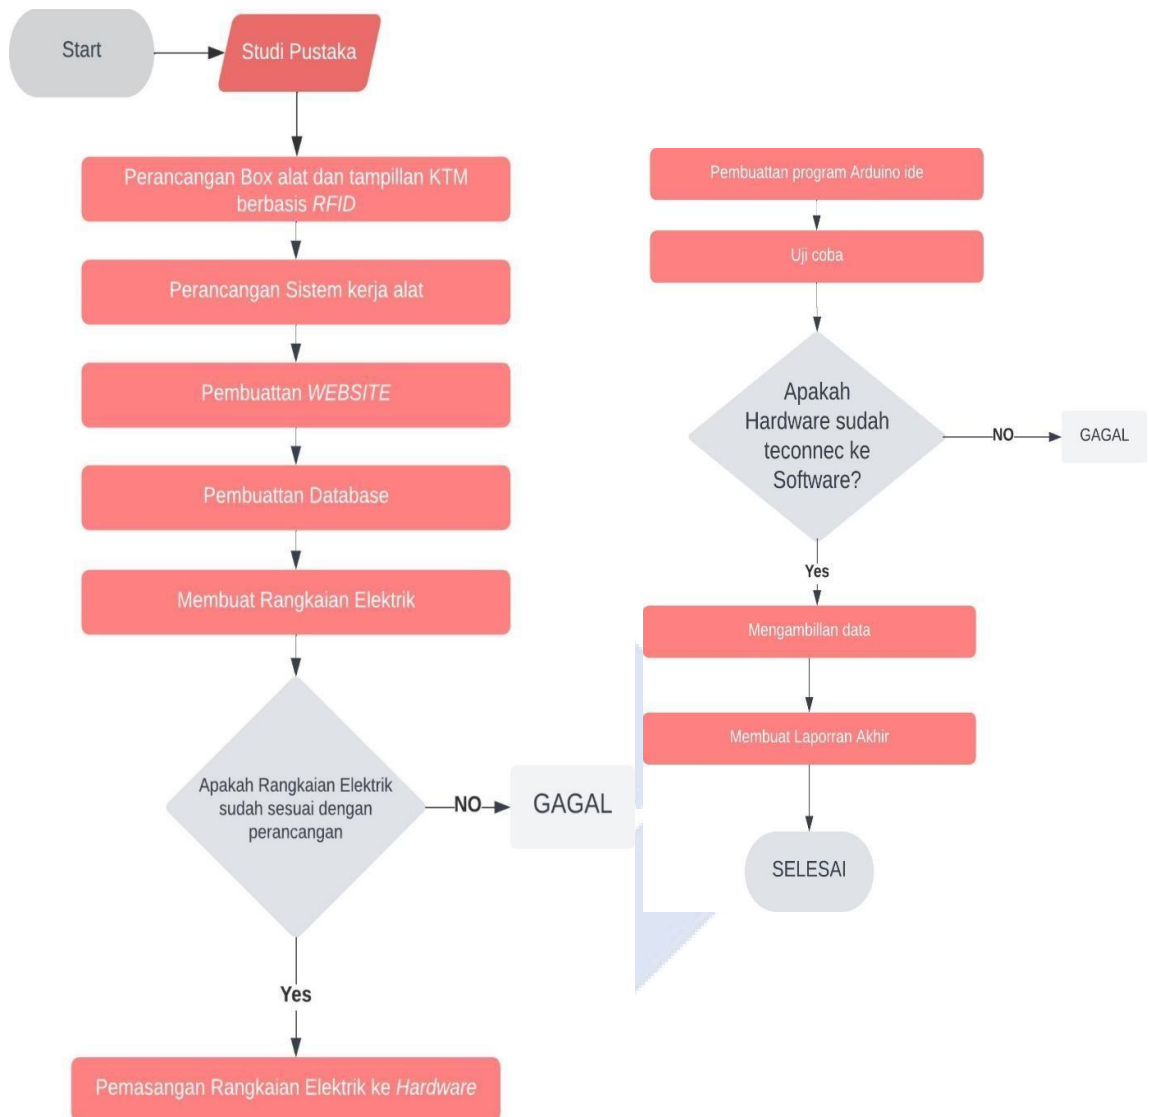 Start
Studi Pustaka
Perancangan Box alat dan tampillan KTM
berbasis RFID
Perancangan Sistem kerja alat
Pembuattan WEBSITE
Pembuattan Database
Membuat Rangkaian Elektrik
Apakah Rangkaian Elektrik
sudah sesuai dengan
perancangan
NO
GAGAL
Yes
Pemasangan Rangkaian Elektrik ke Hardware
Pembuattan program Arduino ide
Uji coba
Apakah
Hardware sudah
teconnec ke
Software?
NO
GAGAL
Yes
Mengambillan data
Membuat Laporran Akhir
SELESAI